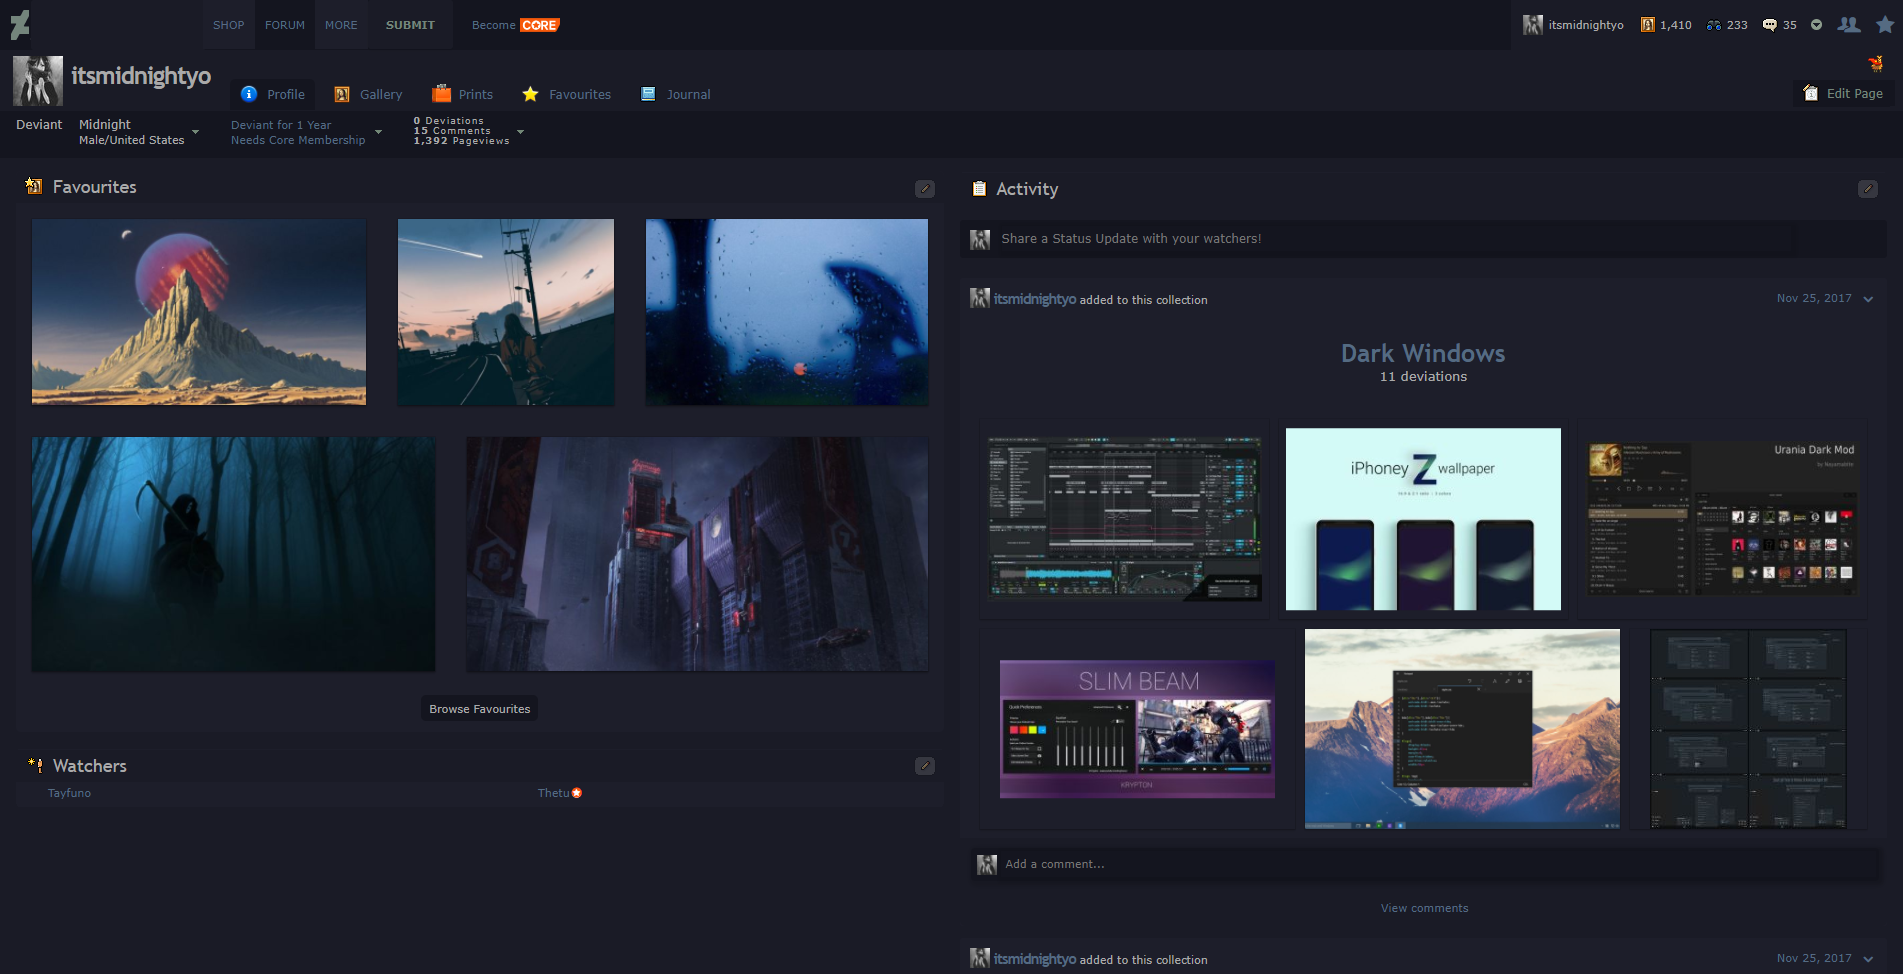 SHOP FORUM MORE SUBMIT Become CORE
itsmidnightyo 1,410 233 35
itsmidnightyo
Profile Gallery Prints Favourites Journal
Edit Page
Deviant
Midnight
Male/United States
Deviant for 1 Year
Needs Core Membership
0 Deviations
15 Comments
1,392 Pageviews
Favourites
Browse Favourites
Watchers
Tayfuno Thetu
Activity
Share a Status Update with your watchers!
itsmidnightyo added to this collection Nov 25, 2017
Dark Windows
11 deviations
iPhoney Z wallpaper
Urania Dark Mod
SLIM BEAM
Quick Preferences
KRYPTON
Add a comment...
View comments
itsmidnightyo added to this collection Nov 25, 2017